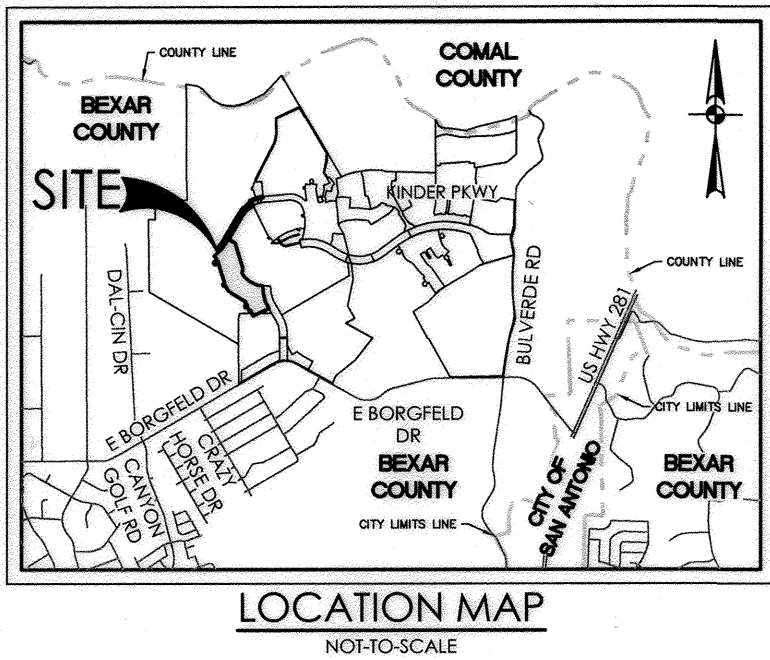 COUNTY LINE
COMAL
COUNTY
BEXAR
COUNTY
SITE
KINDER PKWY
DAL-CIN DR
BULVERDE RD
COUNTY LINE
US HWY 281
E BORGFELD DR
E BORGFELD
DR
CITY LIMITS LINE
CRAZY
HORSE DR
CANYON
GOLF RD
BEXAR
COUNTY
CITY OF
SAN ANTONIO
BEXAR
COUNTY
CITY LIMITS LINE
LOCATION MAP
NOT-TO-SCALE